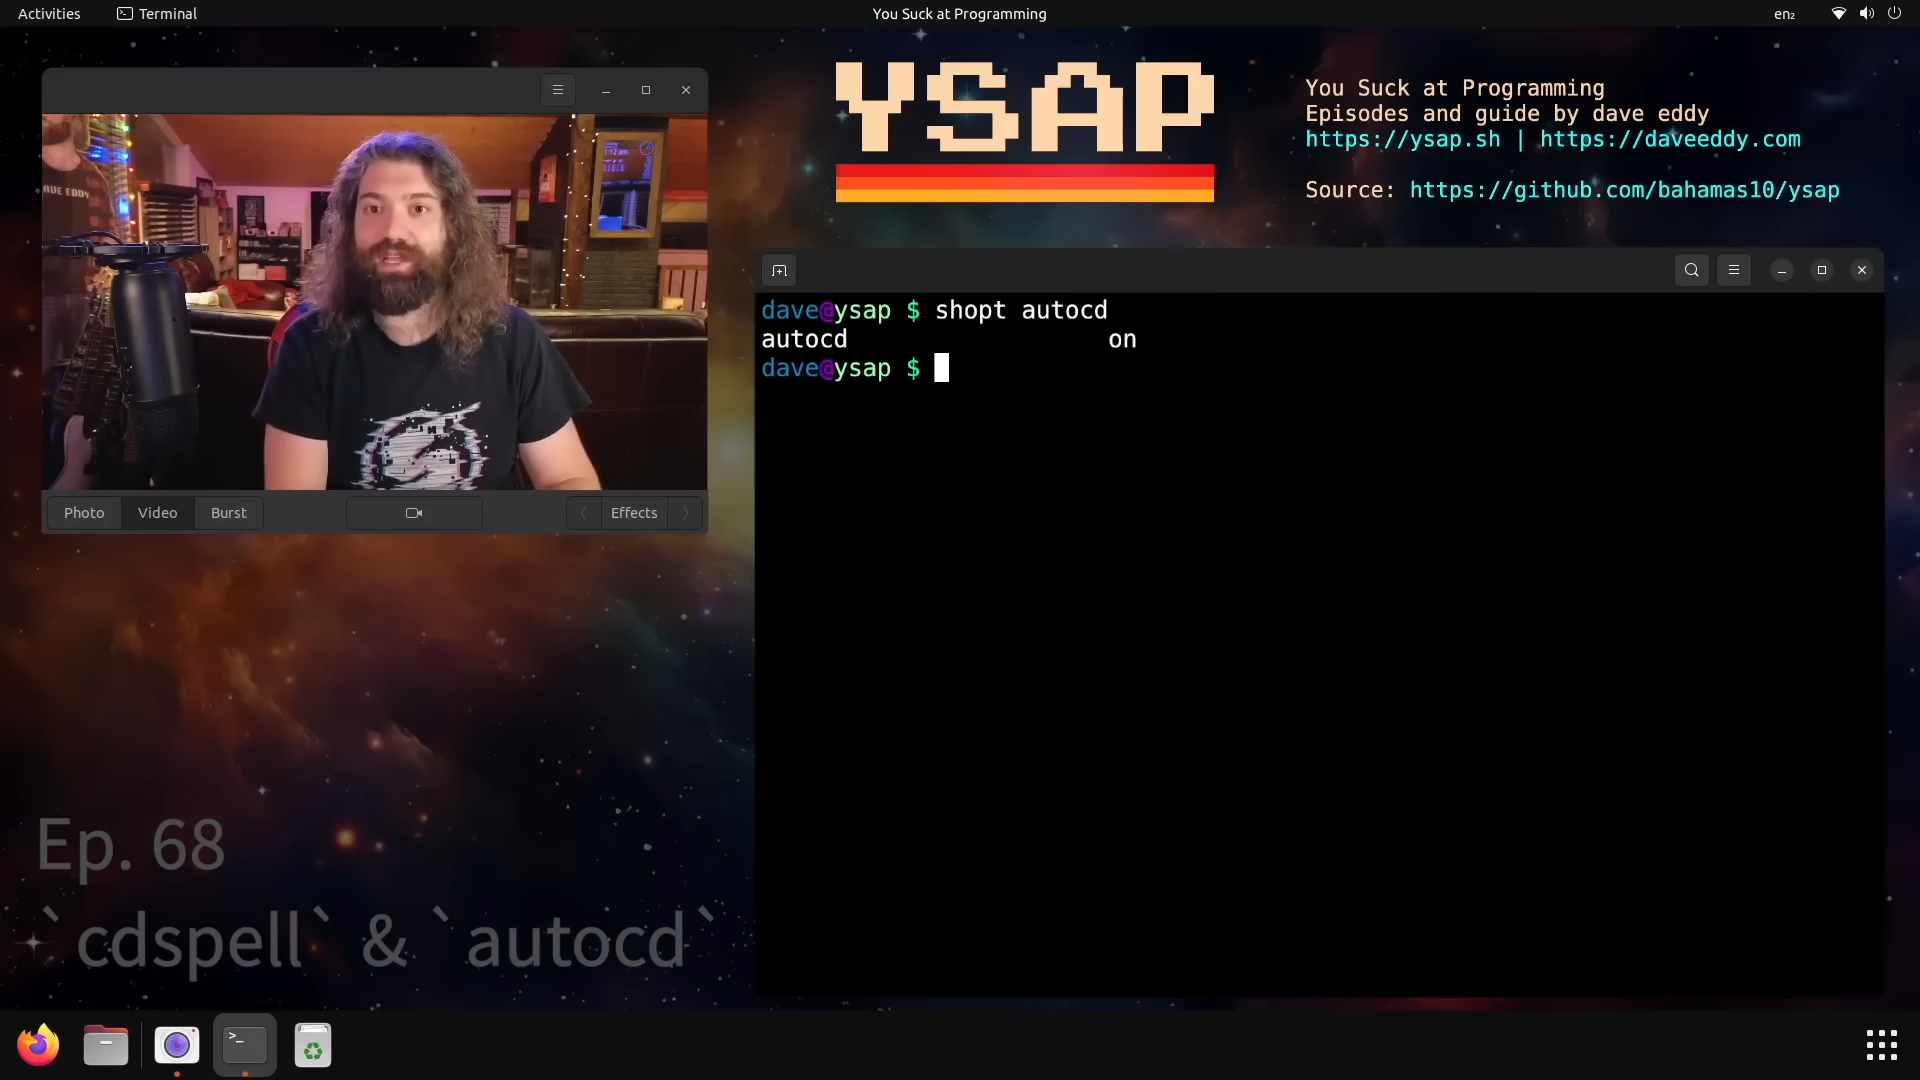 Activities
Terminal
You Suck at Programming
en₂
YSAP
You Suck at Programming
Episodes and guide by dave eddy
https://ysap.sh | https://daveeddy.com
Source: https://github.com/bahamas10/ysap
AVE EDDY
Photo
Video
Burst
Effects
dave@ysap $ shopt autocd
autocd on
dave@ysap $
Ep. 68
`cdspell` & `autocd`